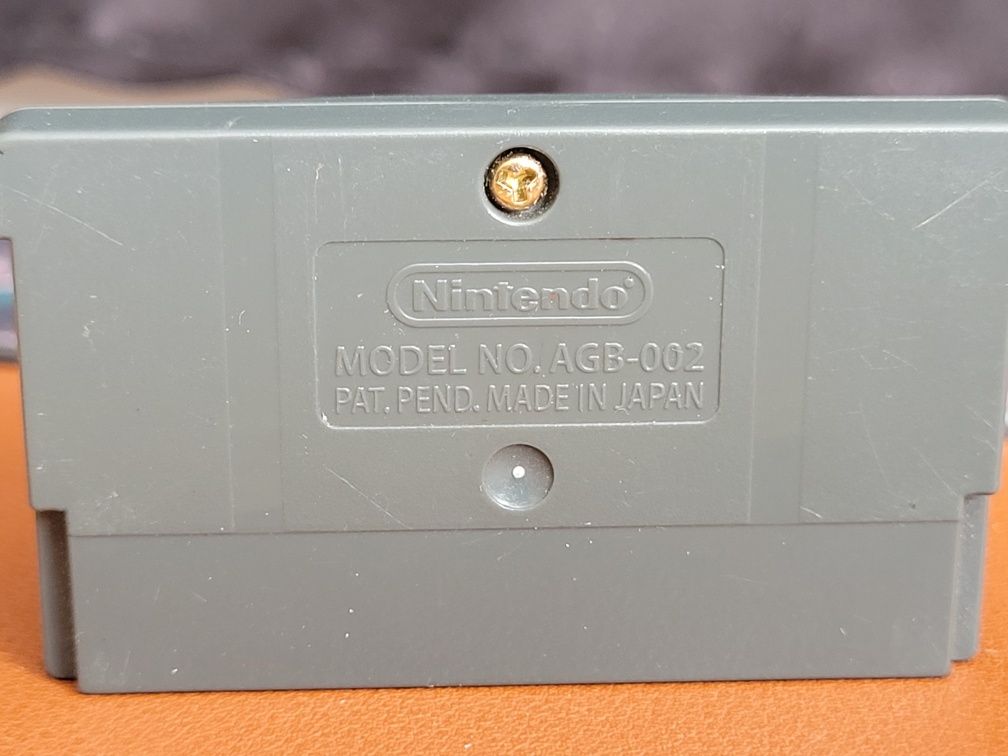 Nintendo®
MODEL NO. AGB-002
PAT. PEND. MADE IN JAPAN